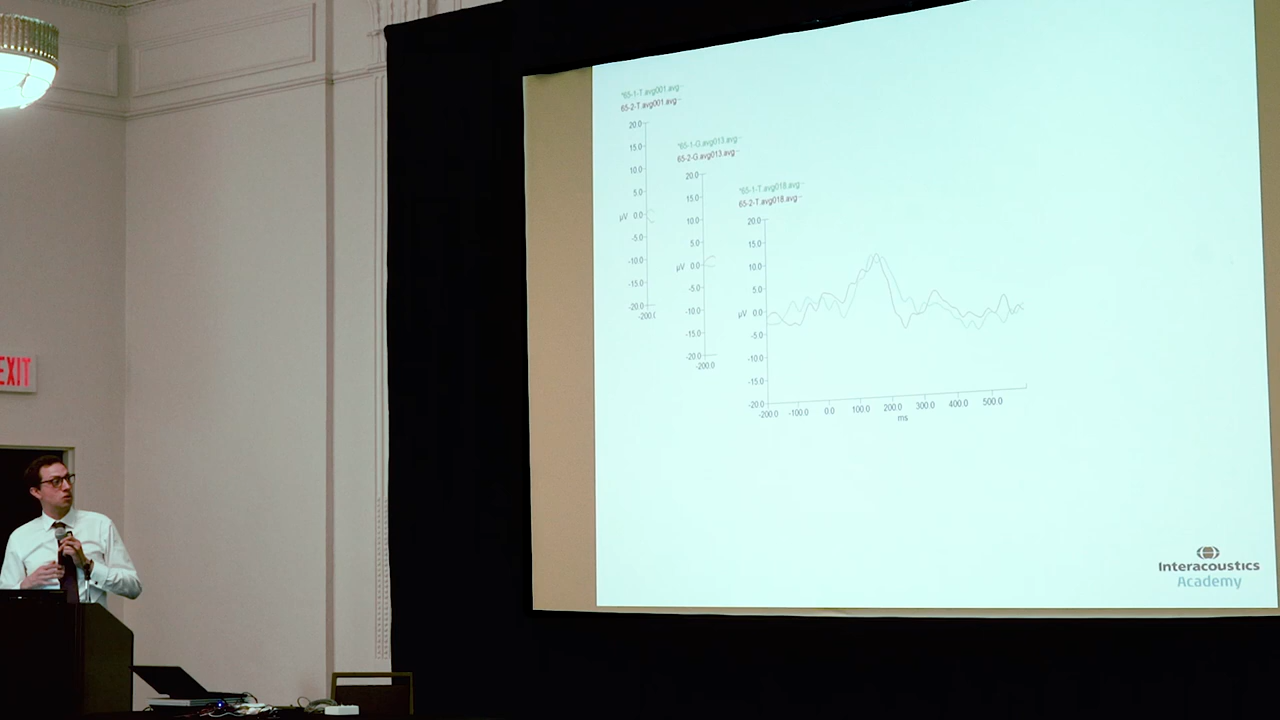 *65-1-T.avg001.avg
65-2-T.avg001.avg
20.0
15.0
10.0
5.0
µV 0.0
-5.0
-10.0
-15.0
-20.0
-200.0
*65-1-G.avg013.avg
65-2-G.avg013.avg
20.0
15.0
10.0
5.0
µV 0.0
-5.0
-10.0
-15.0
-20.0
-200.0
*65-1-T.avg018.avg
65-2-T.avg018.avg
20.0
15.0
10.0
5.0
µV 0.0
-5.0
-10.0
-15.0
-20.0
-200.0 -100.0 0.0 100.0 200.0 300.0 400.0 500.0
ms
EXIT
Interacoustics
Academy